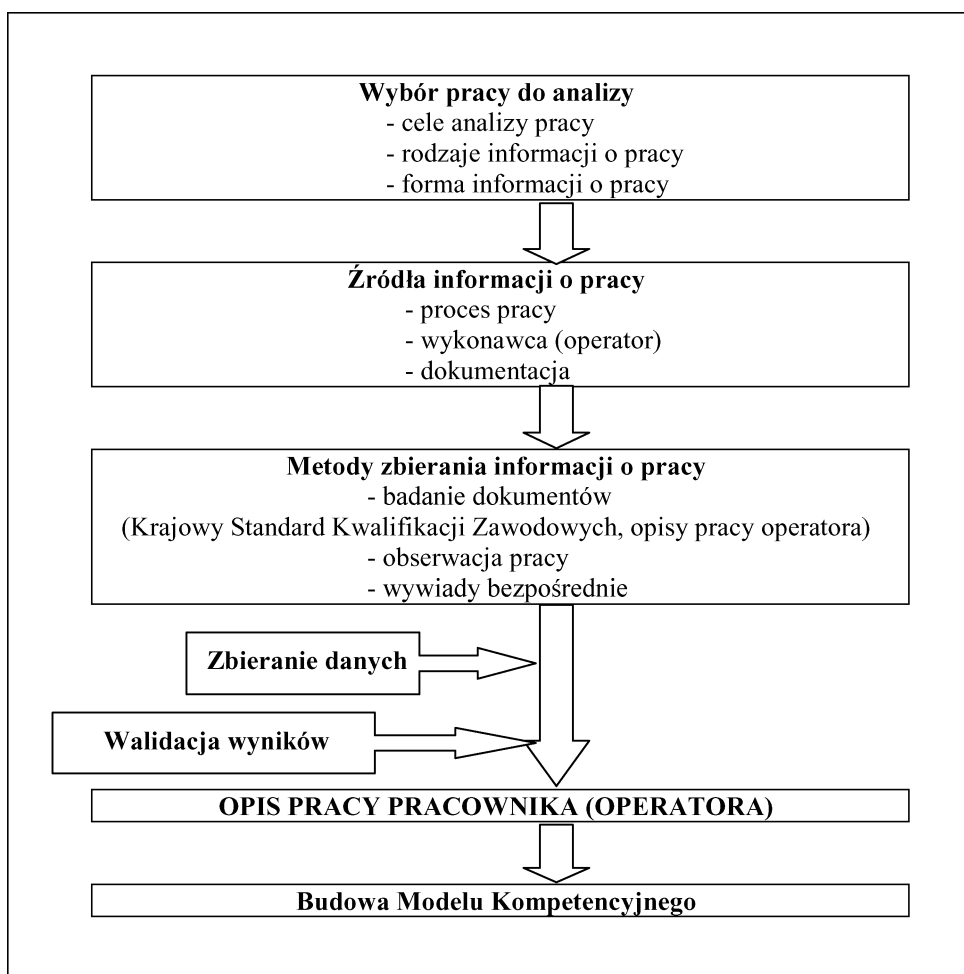 Wybór pracy do analizy
- cele analizy pracy
- rodzaje informacji o pracy
- forma informacji o pracy
Źródła informacji o pracy
- proces pracy
- wykonawca (operator)
- dokumentacja
Metody zbierania informacji o pracy
- badanie dokumentów
(Krajowy Standard Kwalifikacji Zawodowych, opisy pracy operatora)
- obserwacja pracy
- wywiady bezpośrednie
Zbieranie danych
Walidacja wyników
OPIS PRACY PRACOWNIKA (OPERATORA)
Budowa Modelu Kompetencyjnego